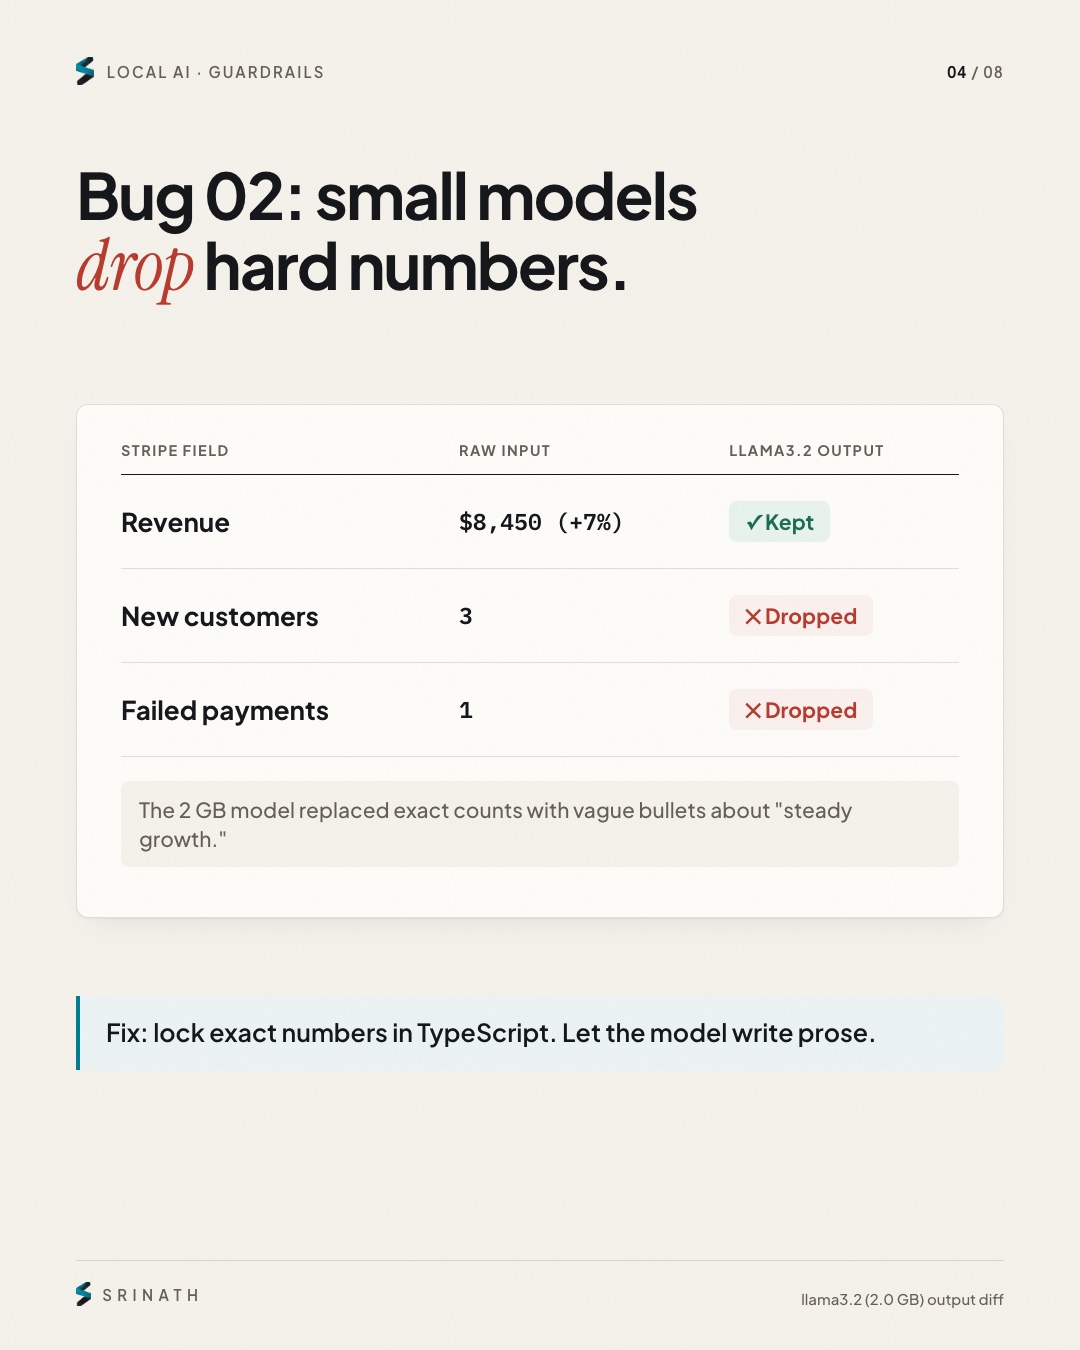 LOCAL AI · GUARDRAILS
04 / 08
Bug 02: small models
drop hard numbers.
STRIPE FIELD RAW INPUT LLAMA3.2 OUTPUT
Revenue $8,450 (+7%) ✓Kept
New customers 3 ✕Dropped
Failed payments 1 ✕Dropped
The 2 GB model replaced exact counts with vague bullets about "steady
growth."
Fix: lock exact numbers in TypeScript. Let the model write prose.
SRINATH
llama3.2 (2.0 GB) output diff